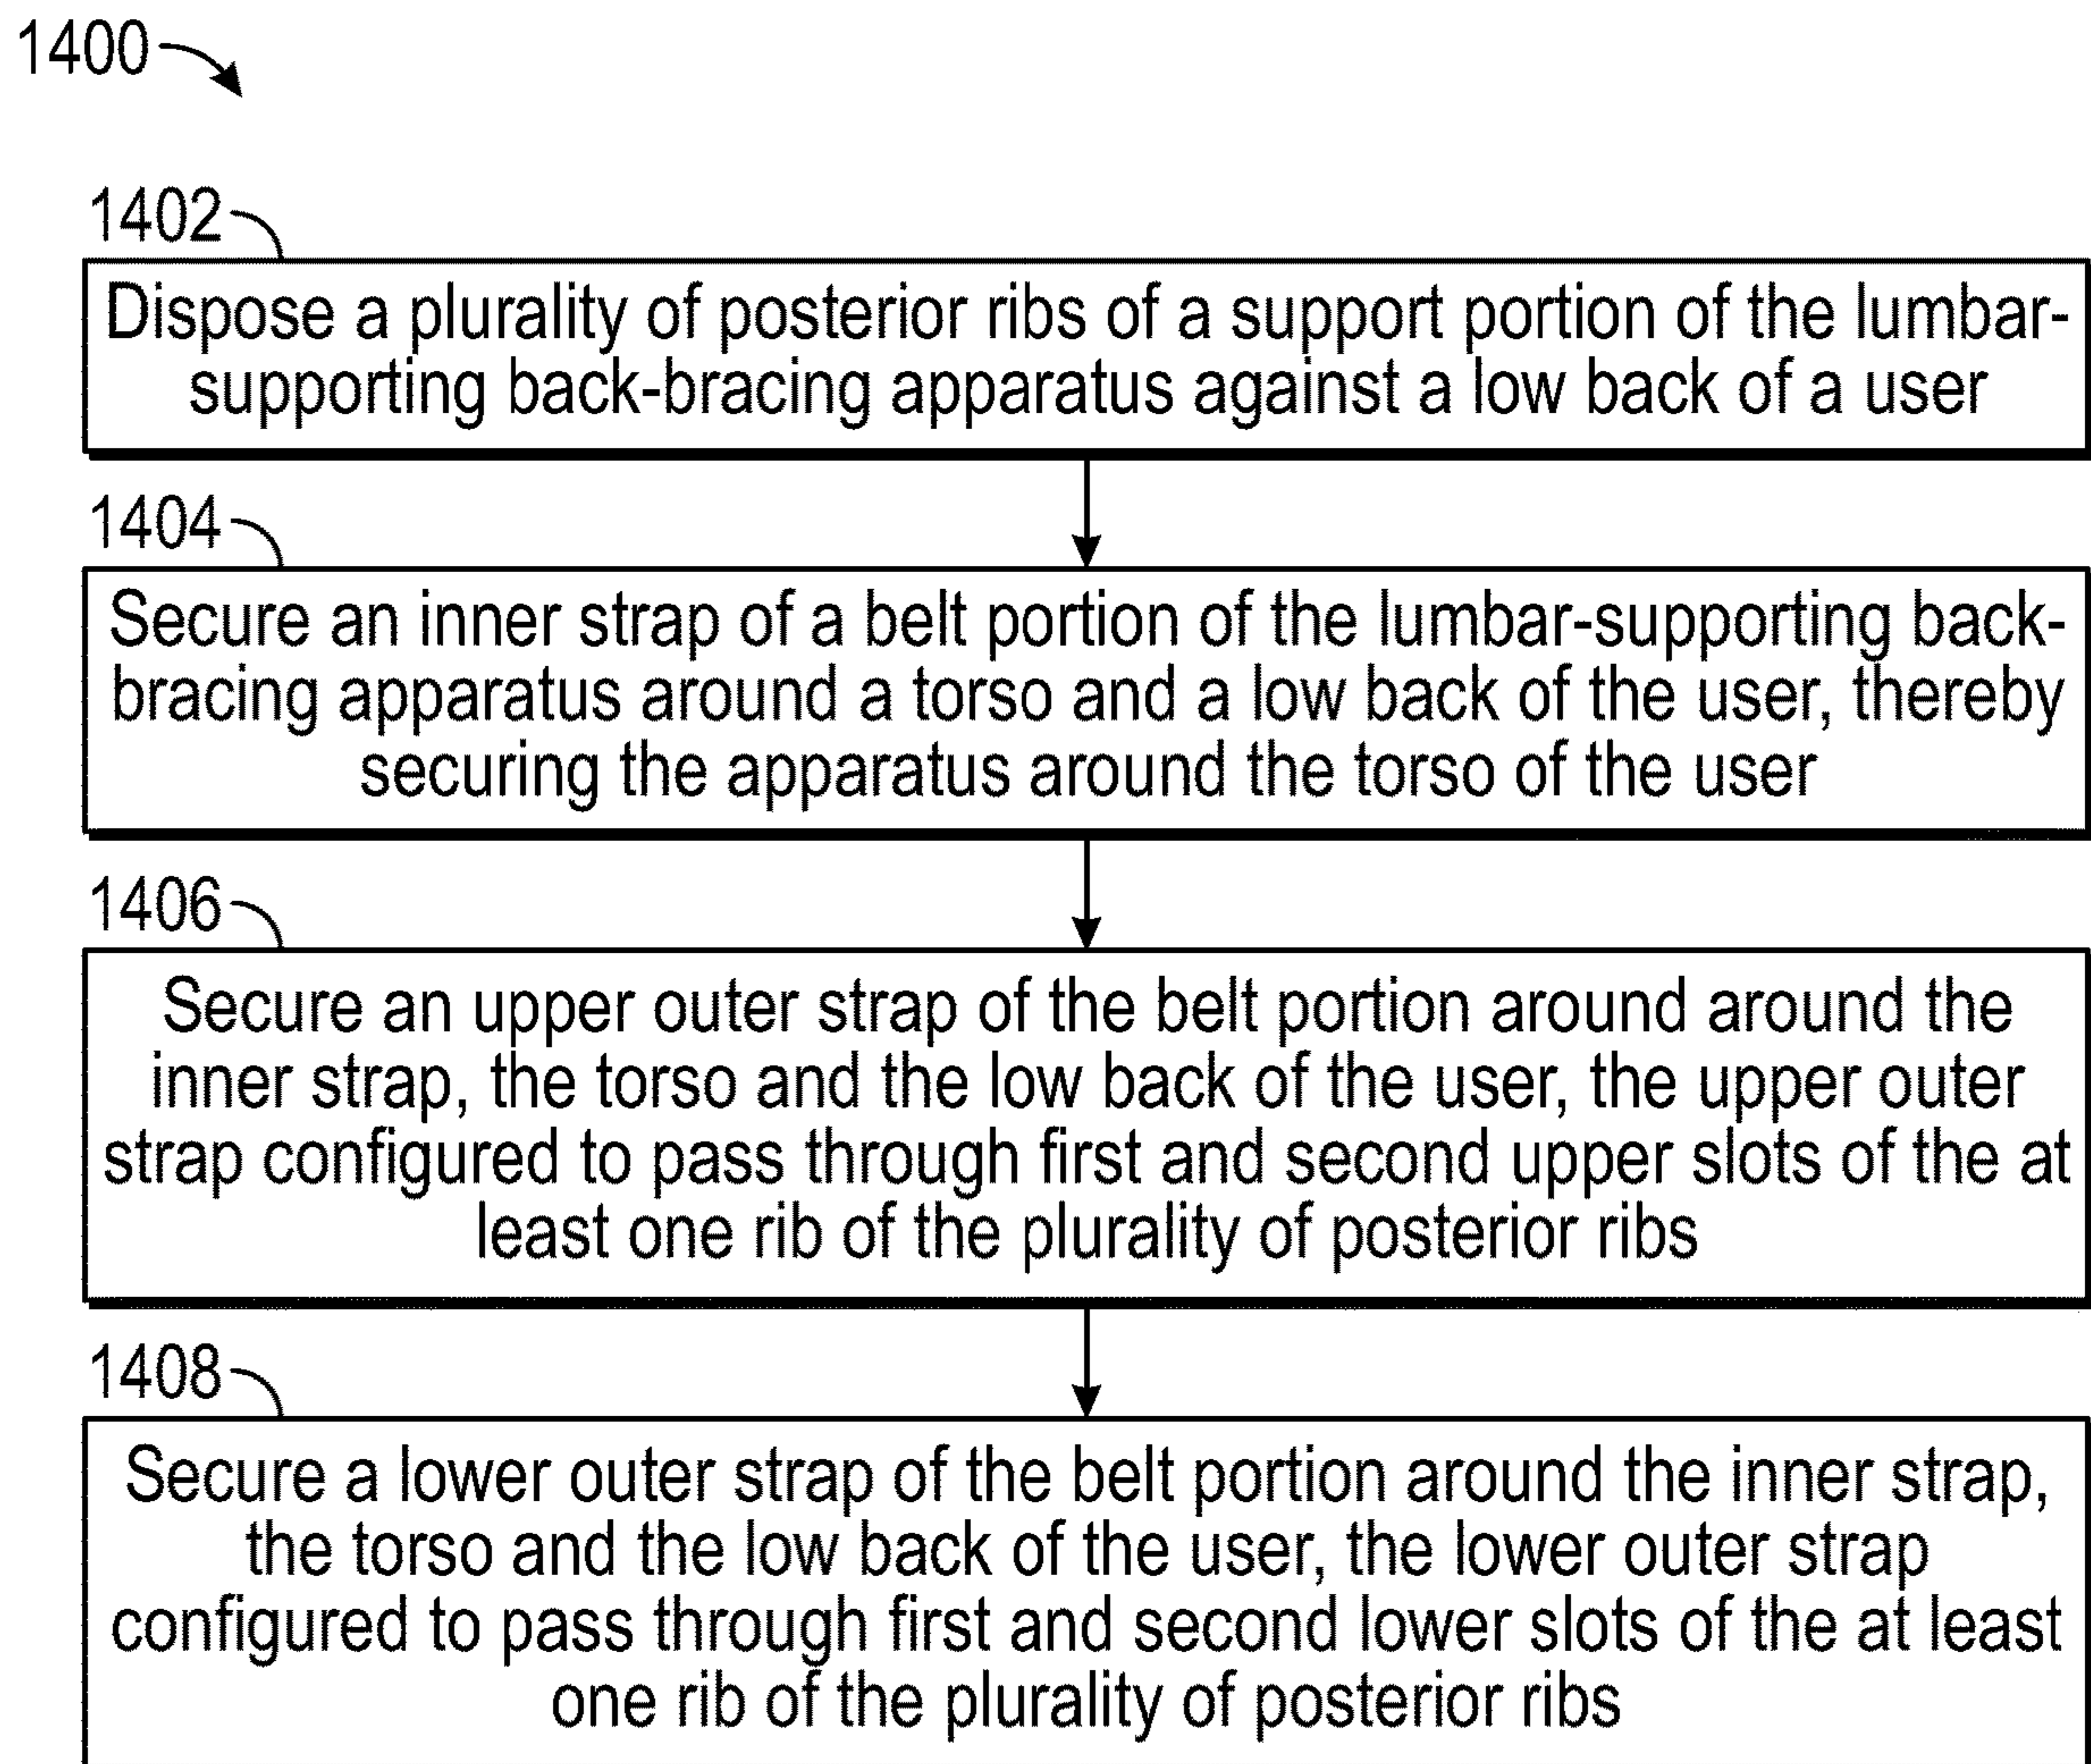 1400
1402
Dispose a plurality of posterior ribs of a support portion of the lumbar-
supporting back-bracing apparatus against a low back of a user
1404
Secure an inner strap of a belt portion of the lumbar-supporting back-
bracing apparatus around a torso and a low back of the user, thereby
securing the apparatus around the torso of the user
1406
Secure an upper outer strap of the belt portion around around the
inner strap, the torso and the low back of the user, the upper outer
strap configured to pass through first and second upper slots of the at
least one rib of the plurality of posterior ribs
1408
Secure a lower outer strap of the belt portion around the inner strap,
the torso and the low back of the user, the lower outer strap
configured to pass through first and second lower slots of the at least
one rib of the plurality of posterior ribs